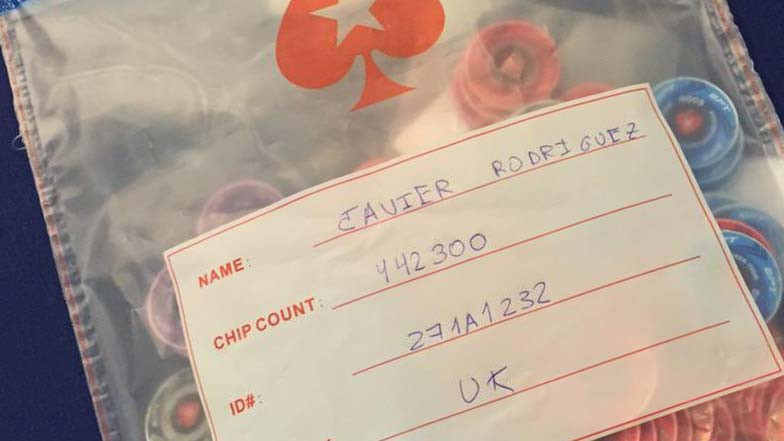 NAME: JAVIER RODRIGUEZ
CHIP COUNT: 442300
ID#: 271A1232
UK